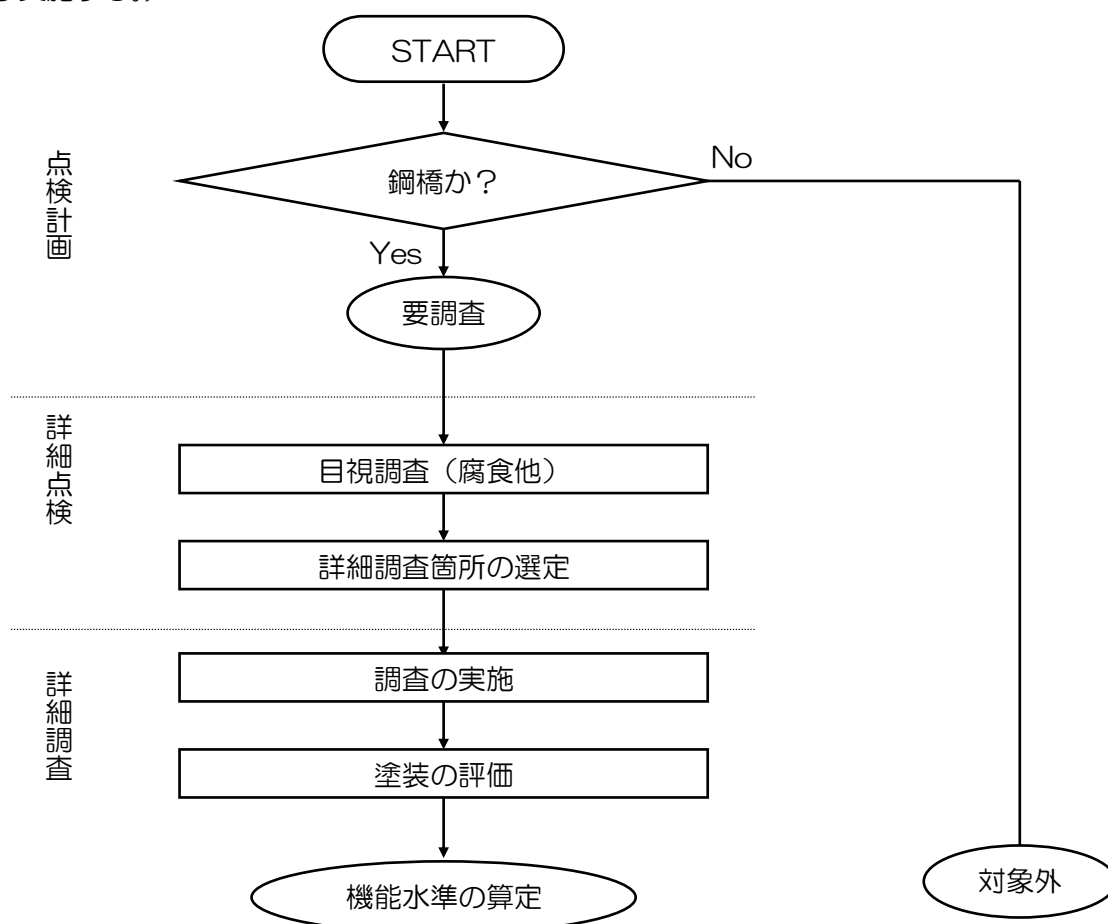 START
点検計画
鋼橋か？
No
Yes
要調査
詳細点検
目視調査（腐食他）
詳細調査箇所の選定
詳細調査
調査の実施
塗装の評価
機能水準の算定
対象外